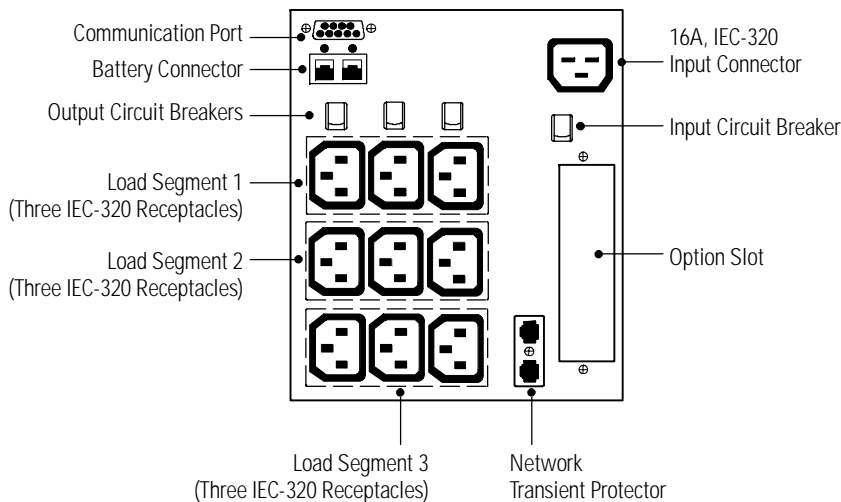 Communication Port
Battery Connector
Output Circuit Breakers
Load Segment 1
(Three IEC-320 Receptacles)
Load Segment 2
(Three IEC-320 Receptacles)
16A, IEC-320
Input Connector
Input Circuit Breaker
Option Slot
Load Segment 3
(Three IEC-320 Receptacles)
Network
Transient Protector